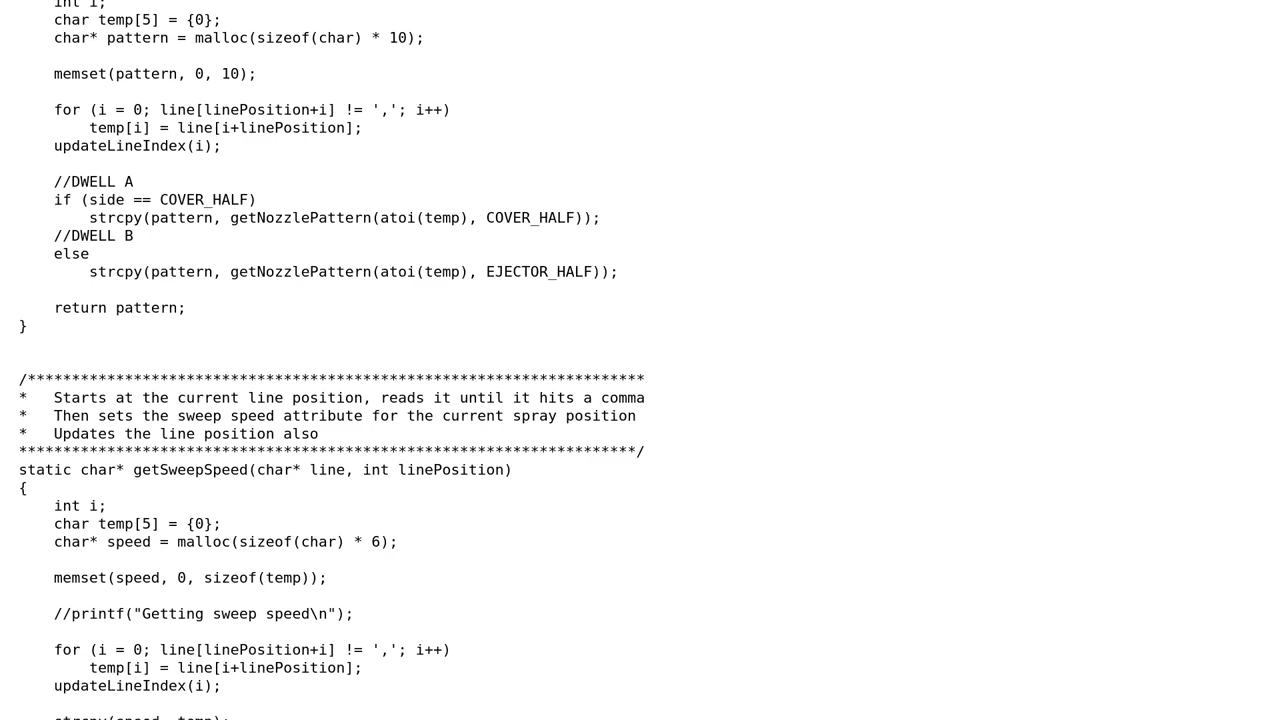 int i;
    char temp[5] = {0};
    char* pattern = malloc(sizeof(char) * 10);

    memset(pattern, 0, 10);

    for (i = 0; line[linePosition+i] != ','; i++)
        temp[i] = line[i+linePosition];
    updateLineIndex(i);

    //DWELL A
    if (side == COVER_HALF)
        strcpy(pattern, getNozzlePattern(atoi(temp), COVER_HALF));
    //DWELL B
    else
        strcpy(pattern, getNozzlePattern(atoi(temp), EJECTOR_HALF));

    return pattern;
}


/**********************************************************************
*   Starts at the current line position, reads it until it hits a comma
*   Then sets the sweep speed attribute for the current spray position
*   Updates the line position also
**********************************************************************/
static char* getSweepSpeed(char* line, int linePosition)
{
    int i;
    char temp[5] = {0};
    char* speed = malloc(sizeof(char) * 6);

    memset(speed, 0, sizeof(temp));

    //printf("Getting sweep speed\n");

    for (i = 0; line[linePosition+i] != ','; i++)
        temp[i] = line[i+linePosition];
    updateLineIndex(i);

    strcpy(speed, temp);